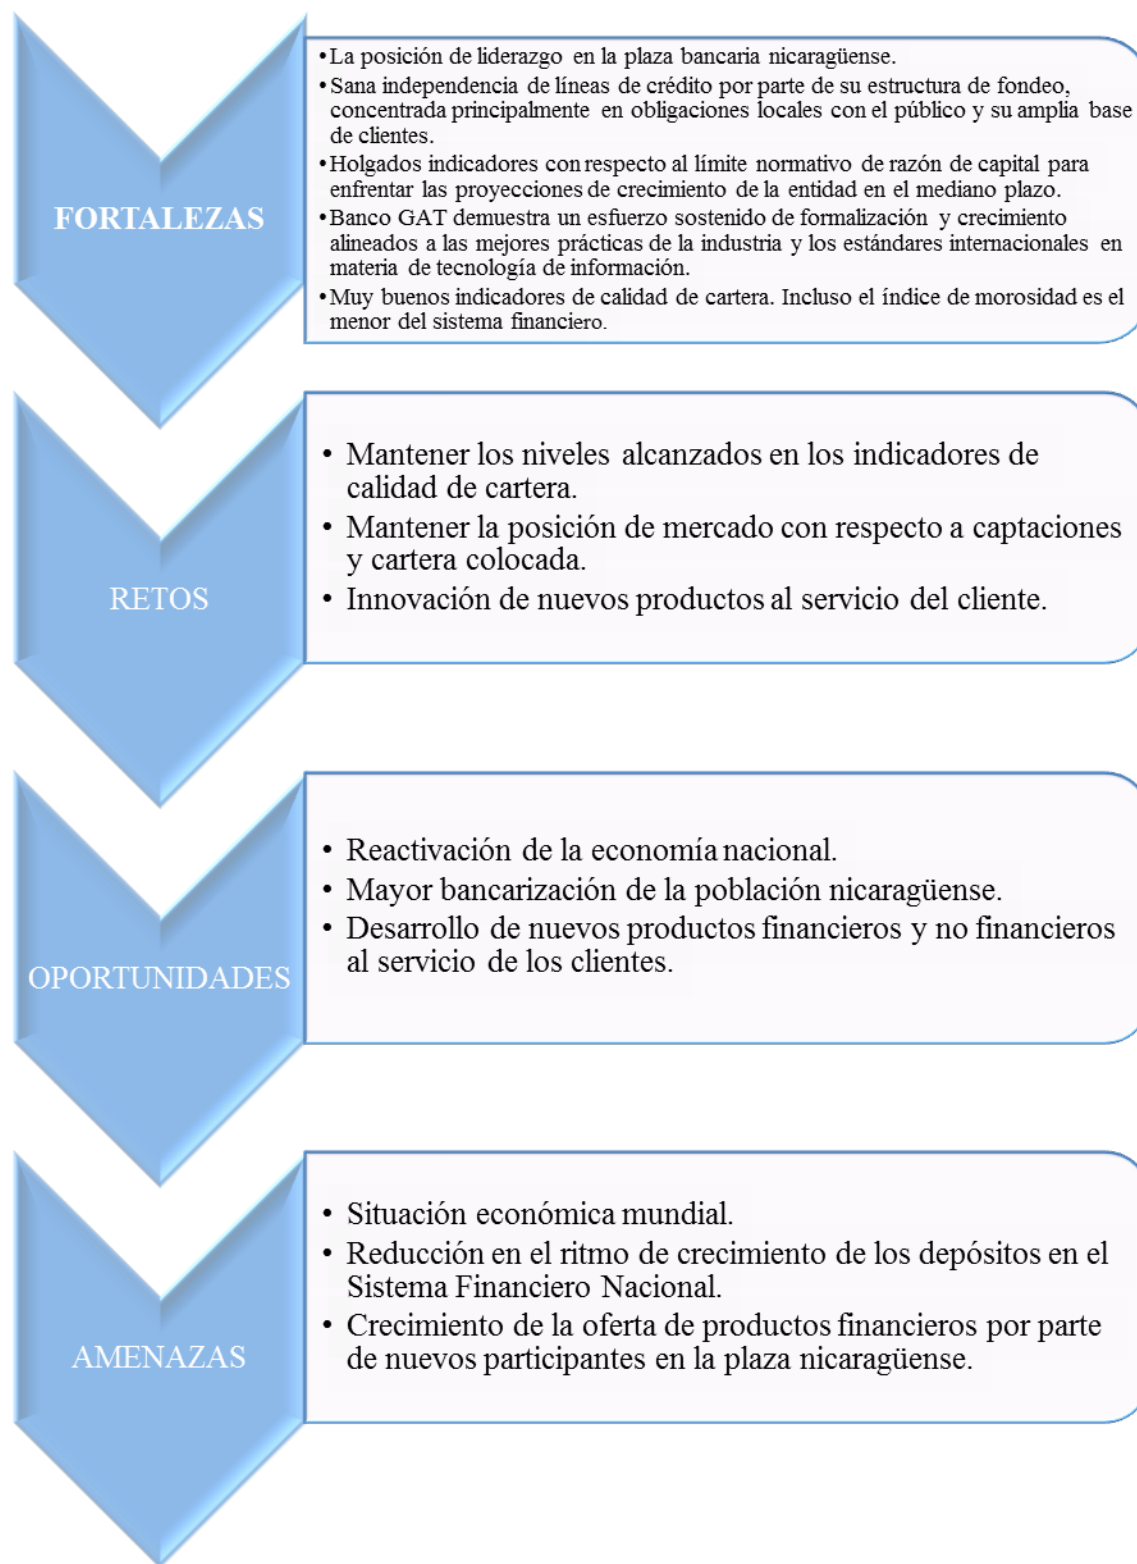 FORTALEZAS
•La posición de liderazgo en la plaza bancaria nicaragüense.
•Sana independencia de líneas de crédito por parte de su estructura de fondeo,
concentrada principalmente en obligaciones locales con el público y su amplia base
de clientes.
•Holgados indicadores con respecto al límite normativo de razón de capital para
enfrentar las proyecciones de crecimiento de la entidad en el mediano plazo.
•Banco GAT demuestra un esfuerzo sostenido de formalización y crecimiento
alineados a las mejores prácticas de la industria y los estándares internacionales en
materia de tecnología de información.
•Muy buenos indicadores de calidad de cartera. Incluso el índice de morosidad es el
menor del sistema financiero.
RETOS
• Mantener los niveles alcanzados en los indicadores de
calidad de cartera.
• Mantener la posición de mercado con respecto a captaciones
y cartera colocada.
• Innovación de nuevos productos al servicio del cliente.
OPORTUNIDADES
• Reactivación de la economía nacional.
• Mayor bancarización de la población nicaragüense.
• Desarrollo de nuevos productos financieros y no financieros
al servicio de los clientes.
AMENAZAS
• Situación económica mundial.
• Reducción en el ritmo de crecimiento de los depósitos en el
Sistema Financiero Nacional.
• Crecimiento de la oferta de productos financieros por parte
de nuevos participantes en la plaza nicaragüense.